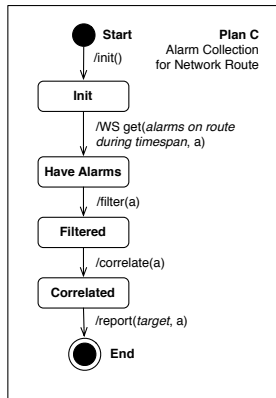 Start
Plan C
Alarm Collection
for Network Route
/init()
Init
/WS get(alarms on route
during timespan, a)
Have Alarms
/filter(a)
Filtered
/correlate(a)
Correlated
/report(target, a)
End